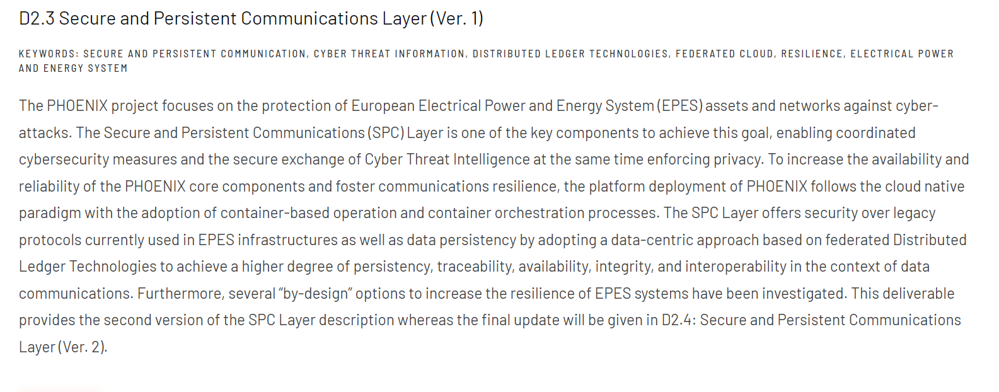 D2.3 Secure and Persistent Communications Layer (Ver. 1)
KEYWORDS: SECURE AND PERSISTENT COMMUNICATION, CYBER THREAT INFORMATION, DISTRIBUTED LEDGER TECHNOLOGIES, FEDERATED CLOUD, RESILIENCE, ELECTRICAL POWER
AND ENERGY SYSTEM
The PHOENIX project focuses on the protection of European Electrical Power and Energy System (EPES) assets and networks against cyber-
attacks. The Secure and Persistent Communications (SPC) Layer is one of the key components to achieve this goal, enabling coordinated
cybersecurity measures and the secure exchange of Cyber Threat Intelligence at the same time enforcing privacy. To increase the availability and
reliability of the PHOENIX core components and foster communications resilience, the platform deployment of PHOENIX follows the cloud native
paradigm with the adoption of container-based operation and container orchestration processes. The SPC Layer offers security over legacy
protocols currently used in EPES infrastructures as well as data persistency by adopting a data-centric approach based on federated Distributed
Ledger Technologies to achieve a higher degree of persistency, traceability, availability, integrity, and interoperability in the context of data
communications. Furthermore, several “by-design” options to increase the resilience of EPES systems have been investigated. This deliverable
provides the second version of the SPC Layer description whereas the final update will be given in D2.4: Secure and Persistent Communications
Layer (Ver. 2).